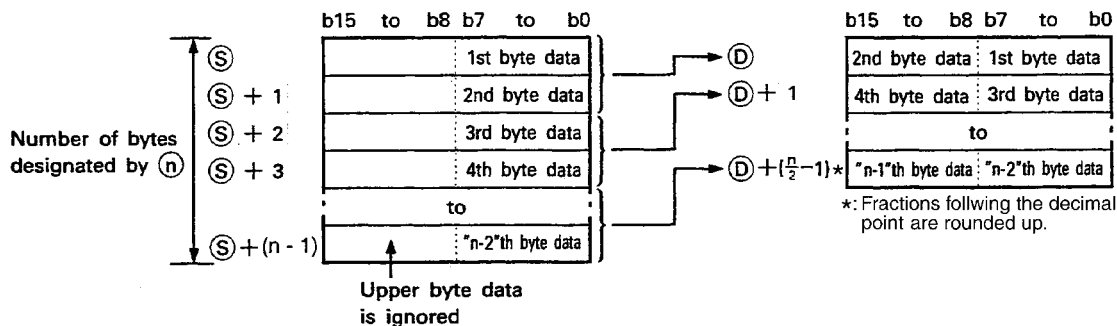 b15 to b8 b7 to b0
b15 to b8 b7 to b0
Ⓢ 1st byte data Ⓓ 2nd byte data 1st byte data
Ⓢ + 1 2nd byte data Ⓓ + 1 4th byte data 3rd byte data
Number of bytes
designated by ⓝ
Ⓢ + 2 3rd byte data to
Ⓢ + 3 4th byte data Ⓓ + (n/2 −1) * "n-1"th byte data "n-2"th byte data
to
*: Fractions follwing the decimal
point are rounded up.
Ⓢ + (n - 1) "n-2"th byte data
Upper byte data
is ignored